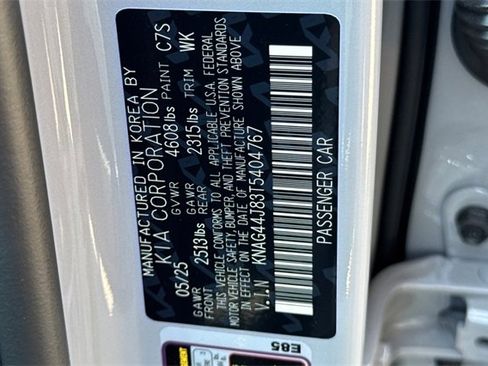 MANUFACTURED IN KOREA BY
KIA CORPORATION
GVWR 4608lbs PAINT C7S
05/25
GAWR FRONT 2513lbs GAWR REAR 2315lbs TRIM WK
THIS VEHICLE CONFORMS TO ALL APPLICABLE U.S.A. FEDERAL
MOTOR VEHICLE SAFETY, BUMPER, AND THEFT PREVENTION STANDARDS
IN EFFECT ON THE DATE OF MANUFACTURE SHOWN ABOVE
V.I.N KNAG44J83T5404767
PASSENGER CAR
E85